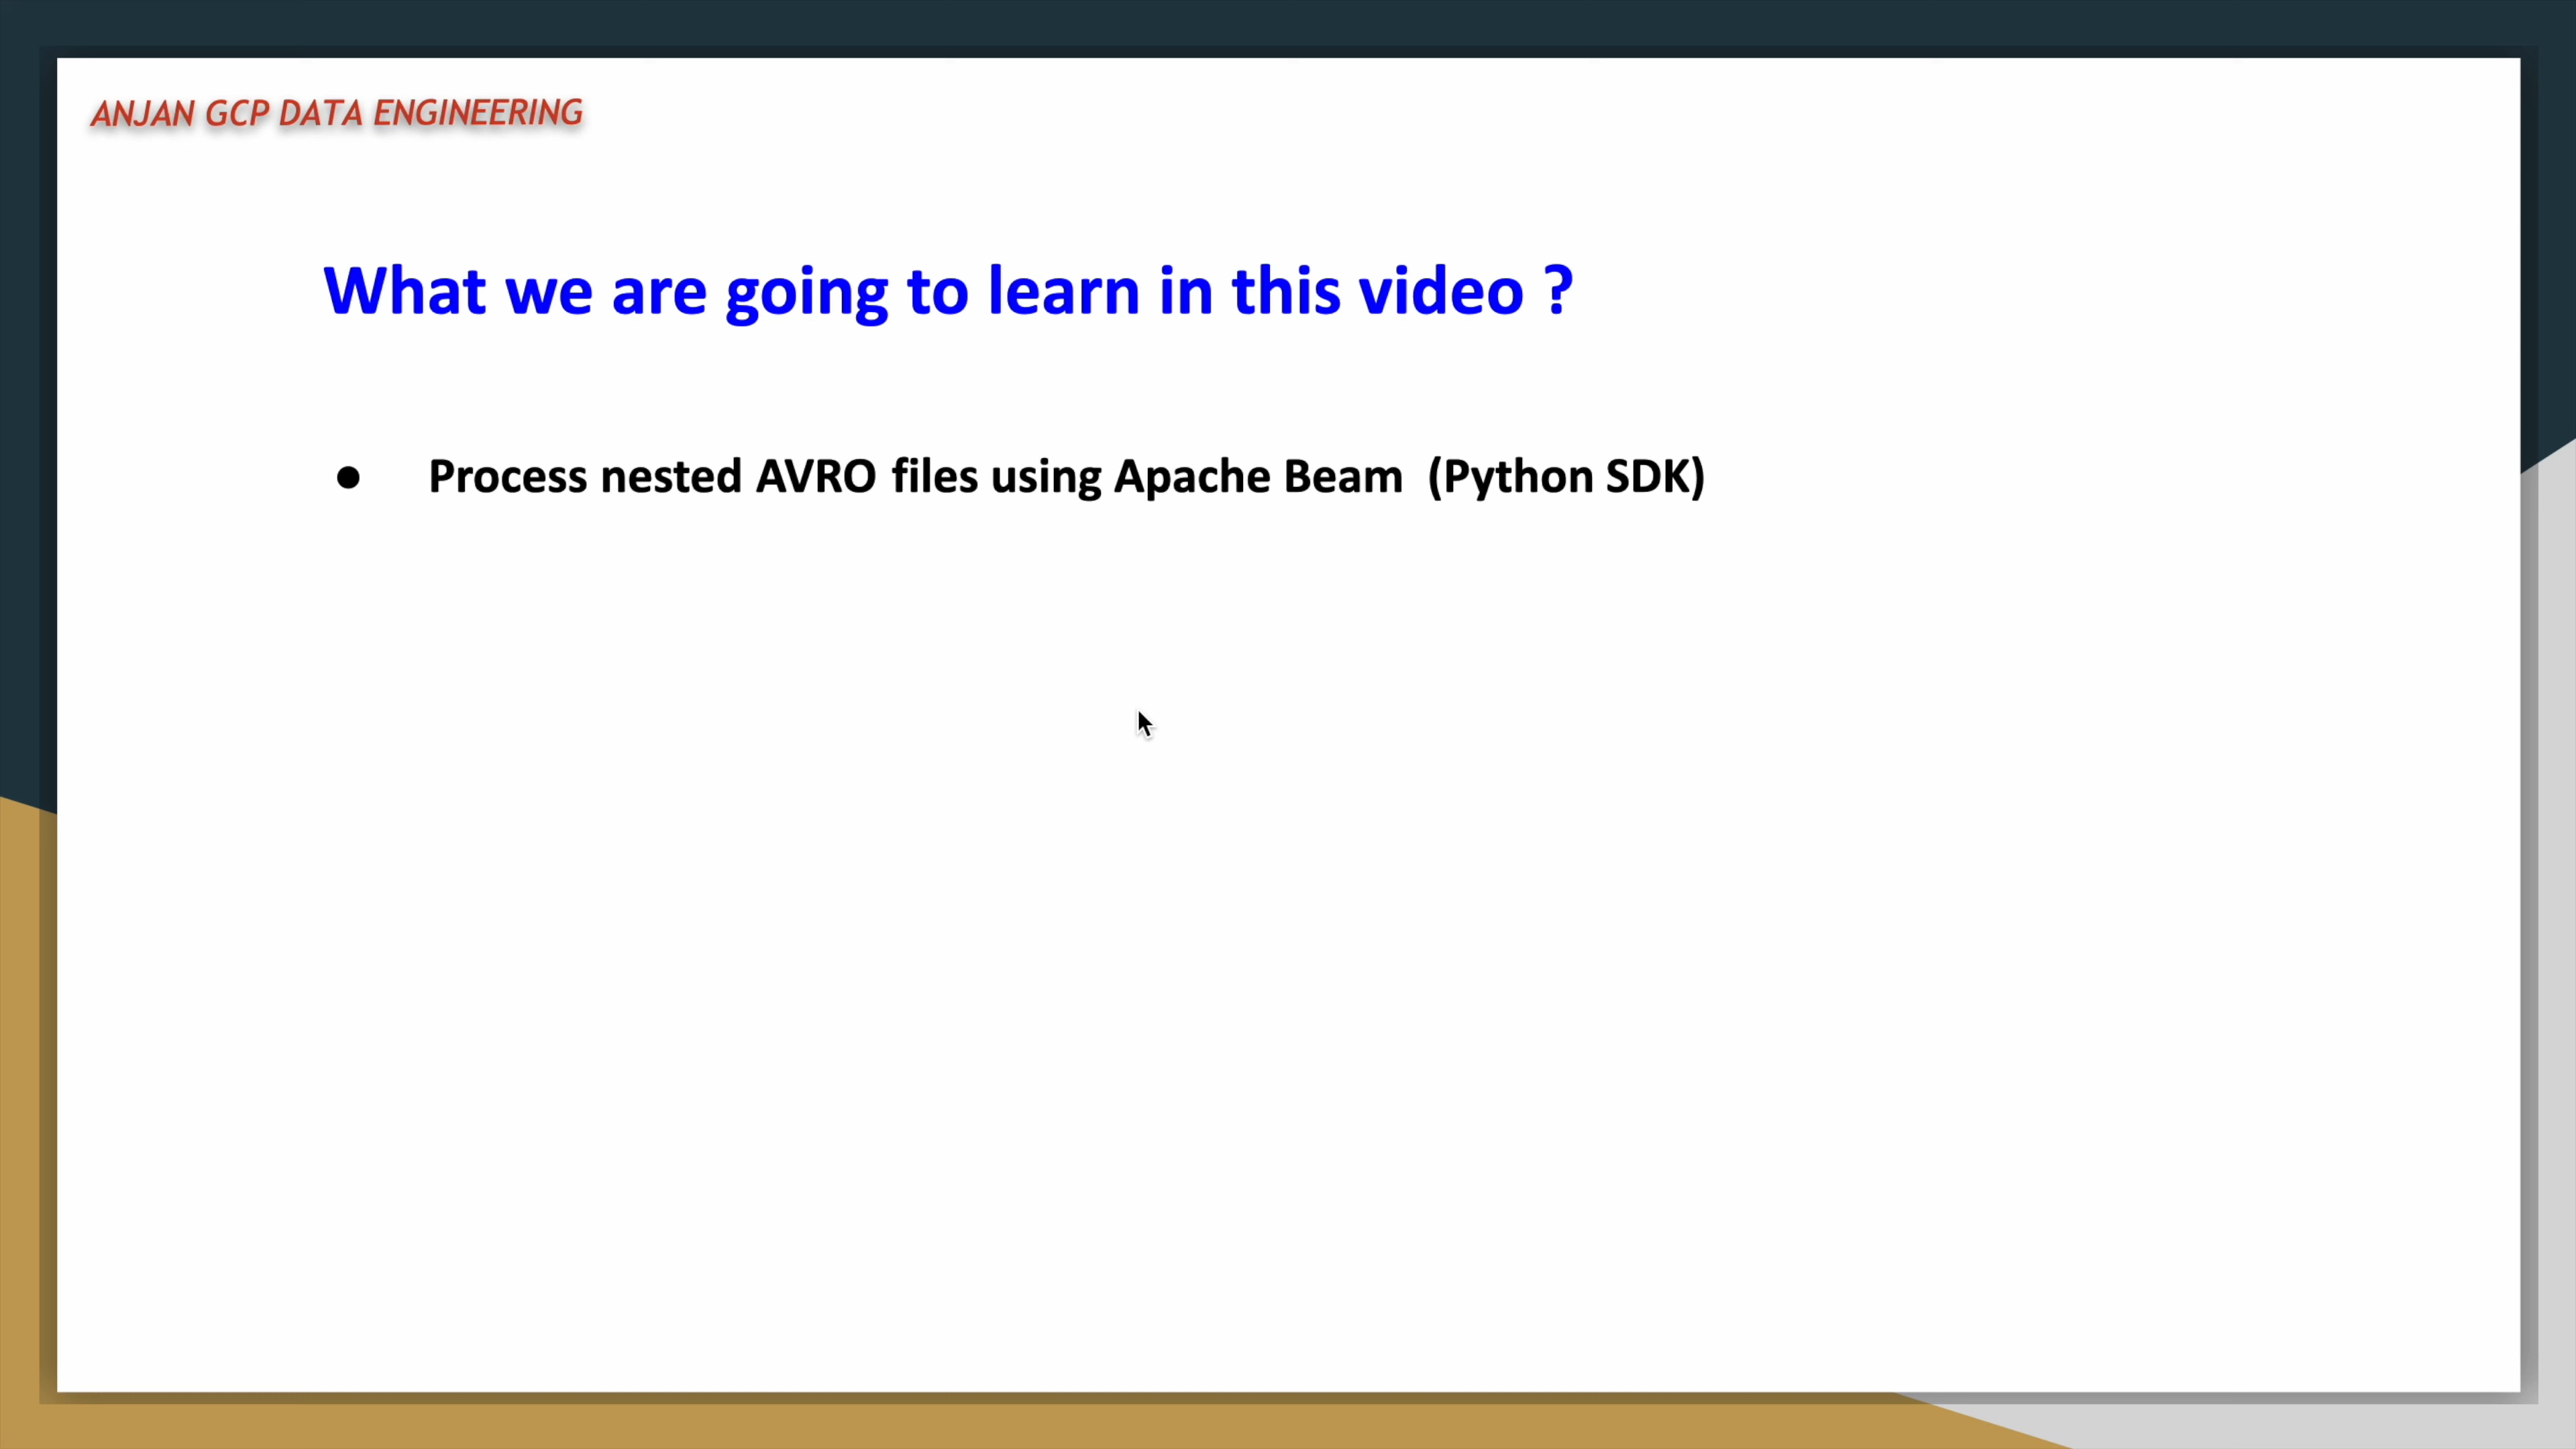 ANJAN GCP DATA ENGINEERING
What we are going to learn in this video ?
● Process nested AVRO files using Apache Beam (Python SDK)